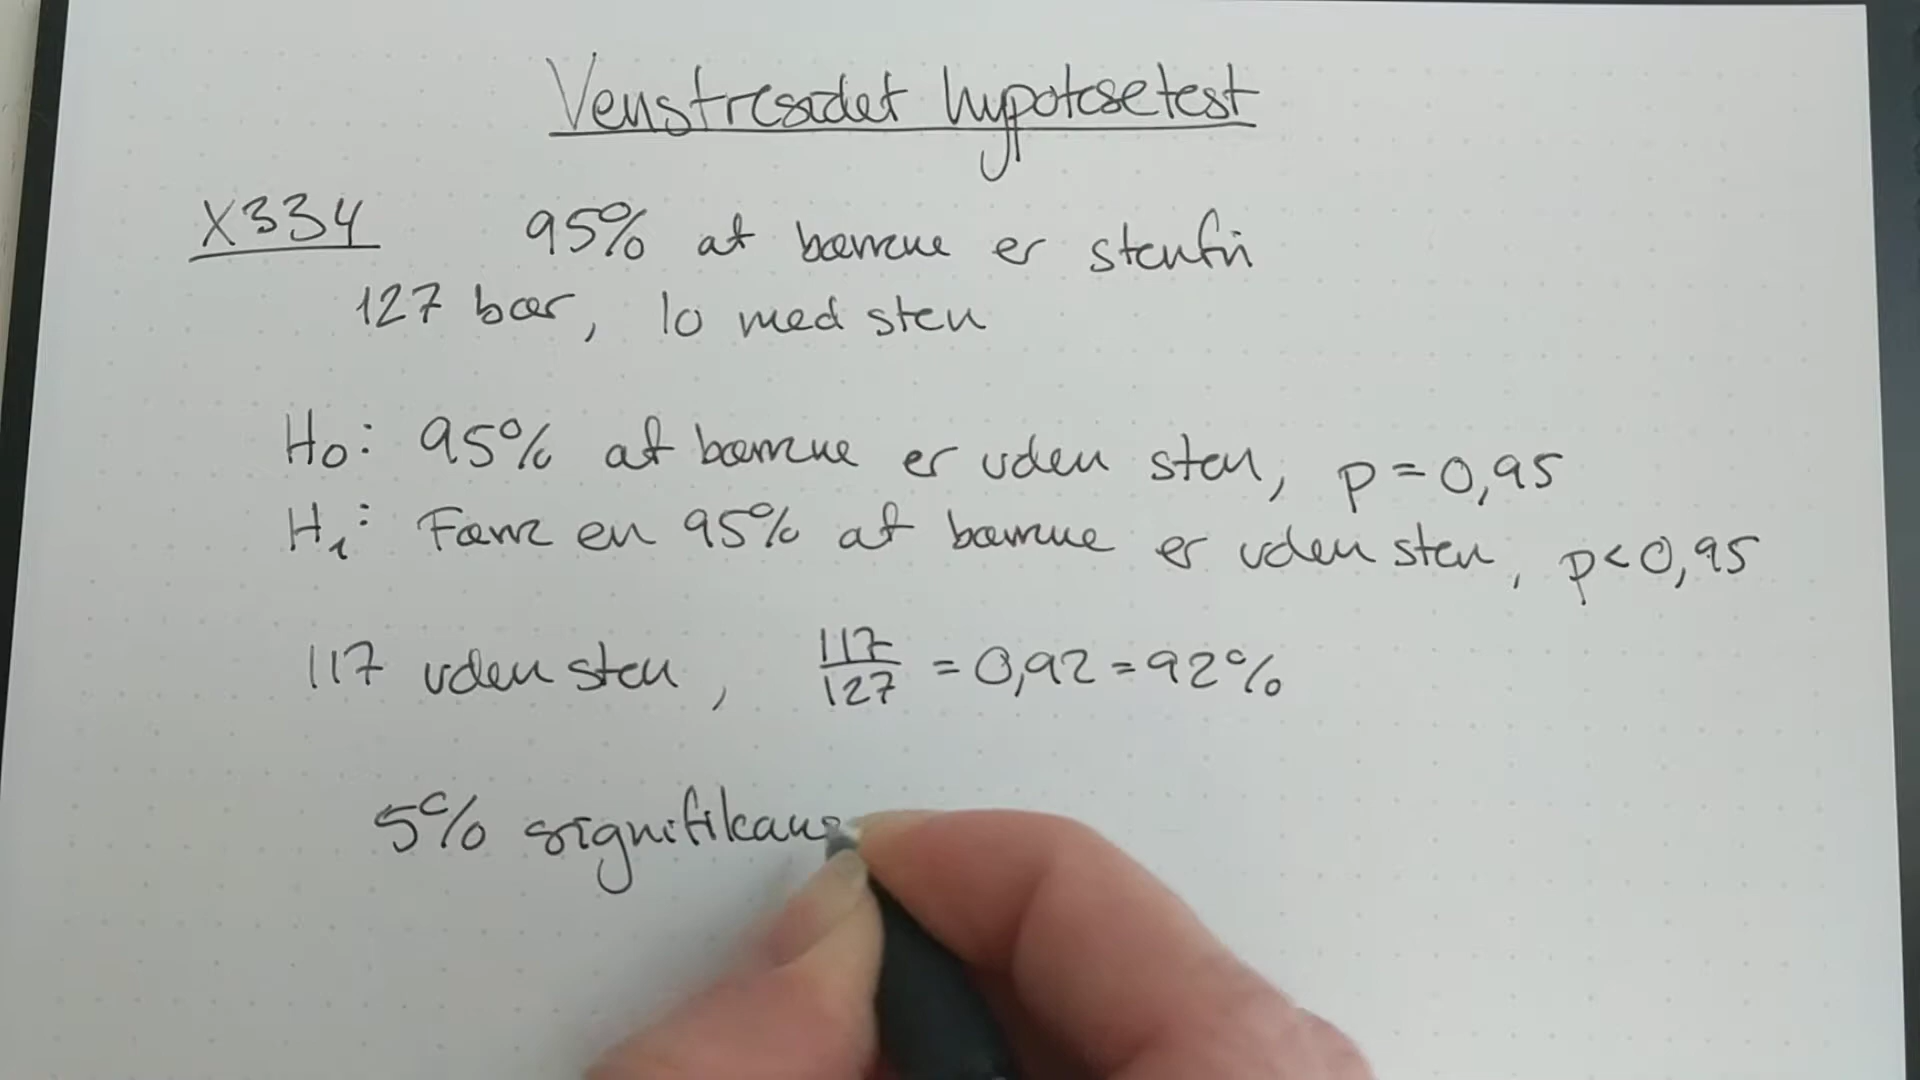 Venstresidet hypotesetest
X334 95% af bærrene er stenfri
127 bær, 10 med sten
H0: 95% af bærrene er uden sten, p=0,95
H1: Færre en 95% af bærrene er uden sten, p<0,95
117 uden sten, 117/127 = 0,92 = 92%
5% signifikans